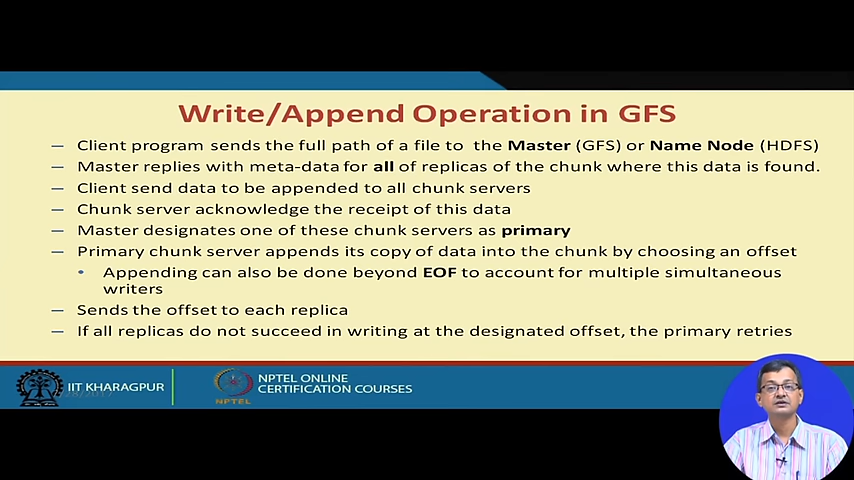 Write/Append Operation in GFS
– Client program sends the full path of a file to the Master (GFS) or Name Node (HDFS)
– Master replies with meta-data for all of replicas of the chunk where this data is found.
– Client send data to be appended to all chunk servers
– Chunk server acknowledge the receipt of this data
– Master designates one of these chunk servers as primary
– Primary chunk server appends its copy of data into the chunk by choosing an offset
• Appending can also be done beyond EOF to account for multiple simultaneous
writers
– Sends the offset to each replica
– If all replicas do not succeed in writing at the designated offset, the primary retries
IIT KHARAGPUR
NPTEL
NPTEL ONLINE
CERTIFICATION COURSES